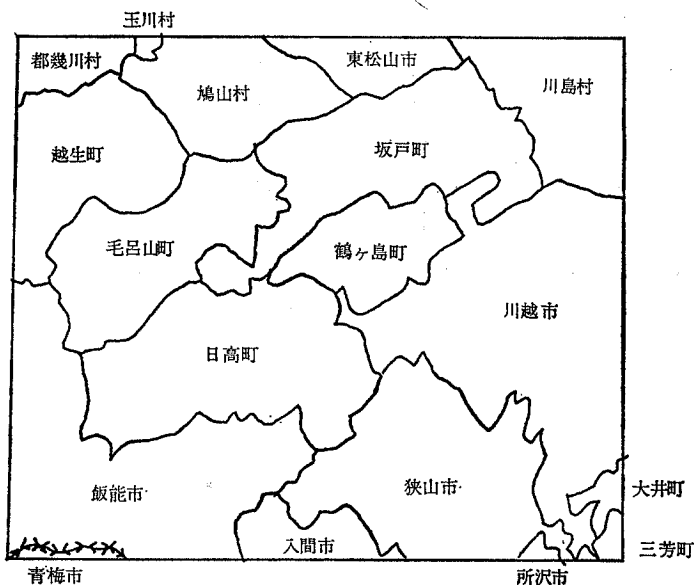 玉川村
都幾川村
東松山市
川島村
鳩山村
坂戸町
越生町
毛呂山町
鶴ヶ島町
川越市
日高町
飯能市
狭山市
大井町
入間市
三芳町
青梅市
所沢市